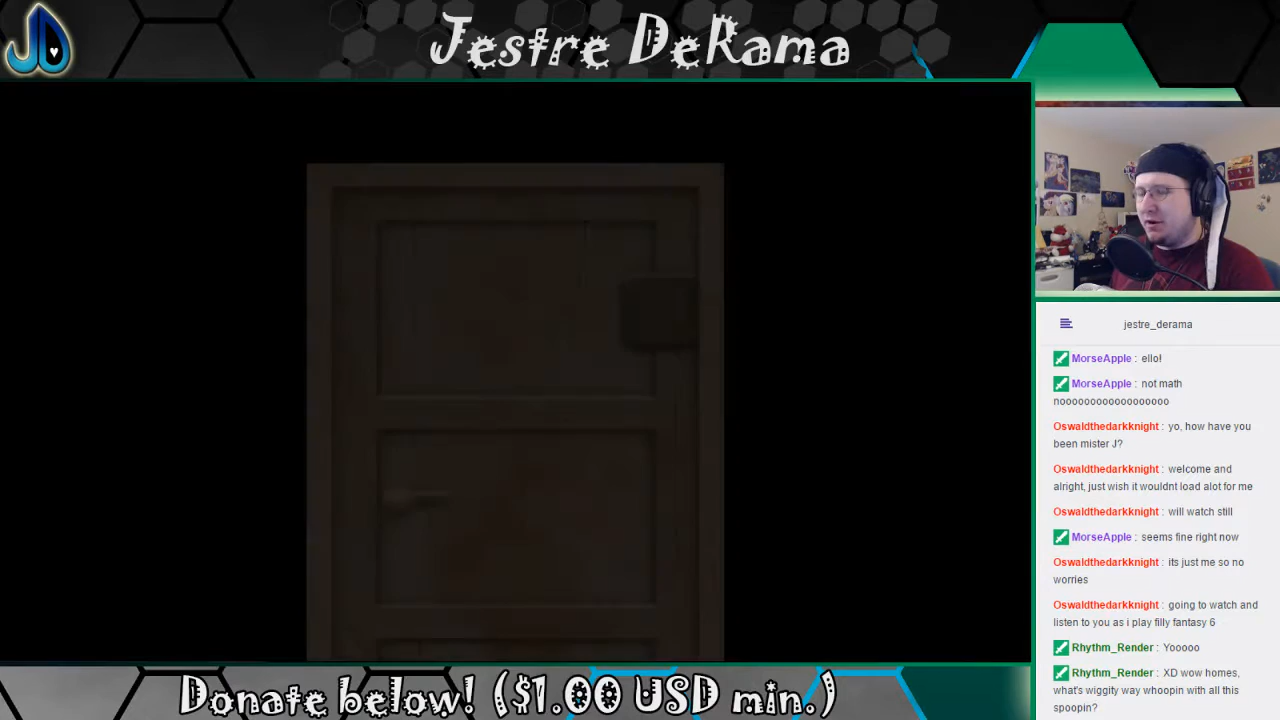 JD
Jestre DeRama
jestre_derama
MorseApple : ello!
MorseApple : not math
nooooooooooooooooooo
Oswaldthedarkknight : yo, how have you
been mister J?
Oswaldthedarkknight : welcome and
alright, just wish it wouldnt load alot for me
Oswaldthedarkknight : will watch still
MorseApple : seems fine right now
Oswaldthedarkknight : its just me so no
worries
Oswaldthedarkknight : going to watch and
listen to you as i play filly fantasy 6
Rhythm_Render : Yooooo
Rhythm_Render : XD wow homes,
what's wiggity way whoopin with all this
spoopin?
Donate below! ($1.00 USD min.)